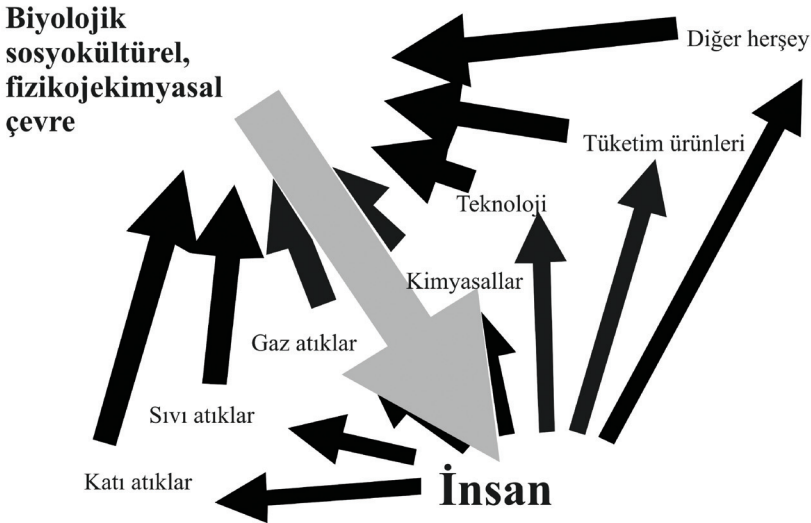 Biyolojik
sosyokültürel,
fizikojekimyasal
çevre
Diğer herşey
Tüketim ürünleri
Teknoloji
Kimyasallar
Gaz atıklar
Sıvı atıklar
Katı atıklar
İnsan